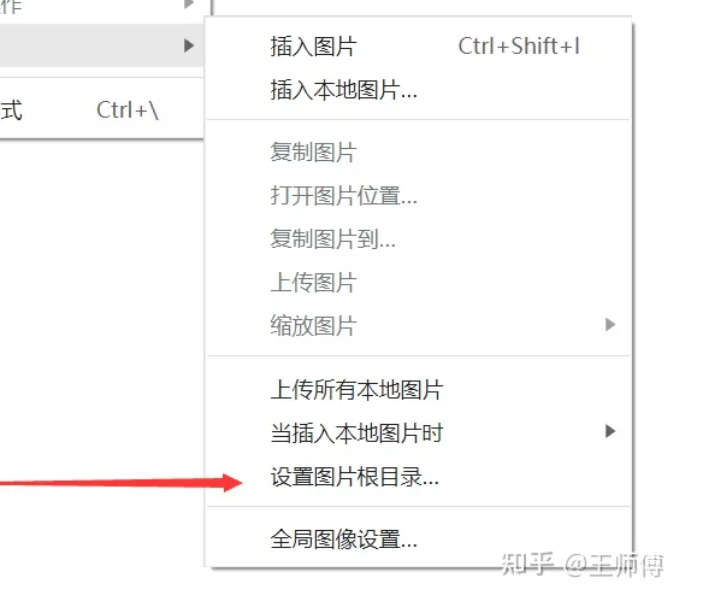 作
插入图片 Ctrl+Shift+I
插入本地图片...
式 Ctrl+\
复制图片
打开图片位置...
复制图片到...
上传图片
缩放图片
上传所有本地图片
当插入本地图片时
设置图片根目录...
全局图像设置...
知乎 @王师傅